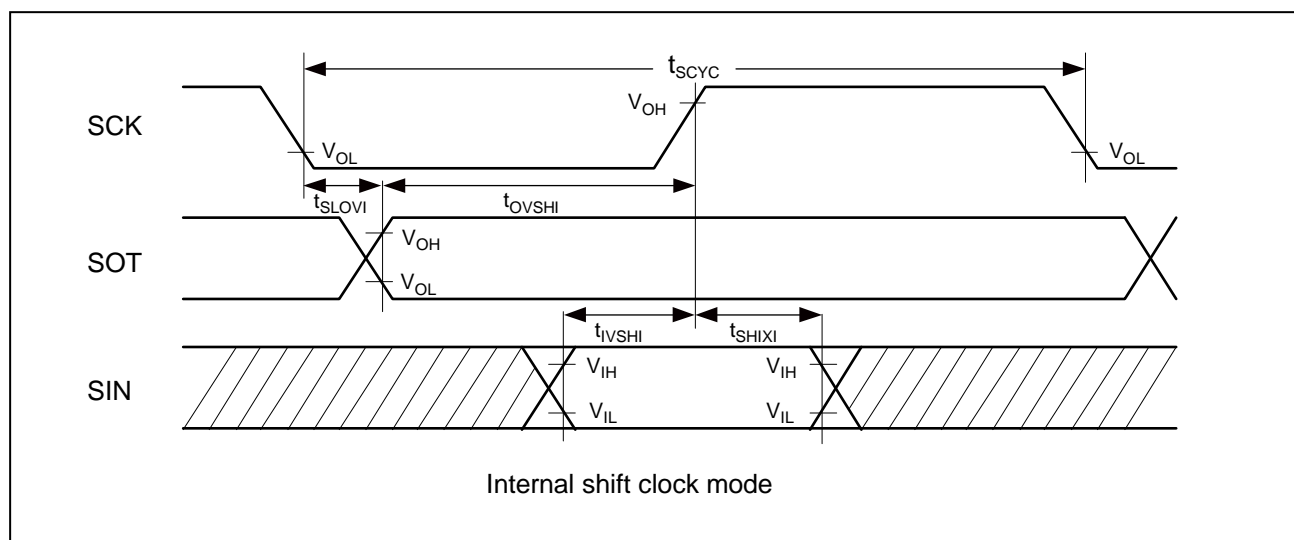 tSCYC
SCK
VOH
VOL
VOL
tSLOVI
tOVSHI
SOT
VOH
VOL
tIVSHI
tSHIXI
SIN
VIH
VIH
VIL
VIL
Internal shift clock mode